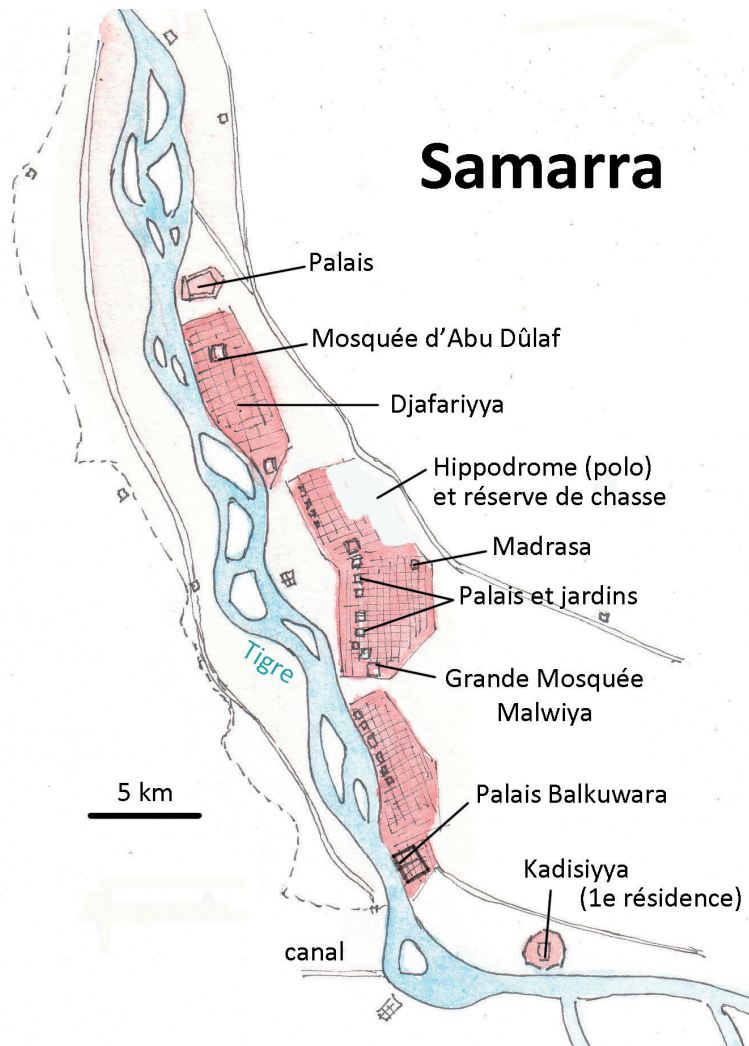 Samarra
Palais
Mosquée d’Abu Dûlaf
Djafariyya
Hippodrome (polo)
et réserve de chasse
Madrasa
Palais et jardins
Tigre
Grande Mosquée
Malwiya
5 km
Palais Balkuwara
Kadisiyya
(1e résidence)
canal